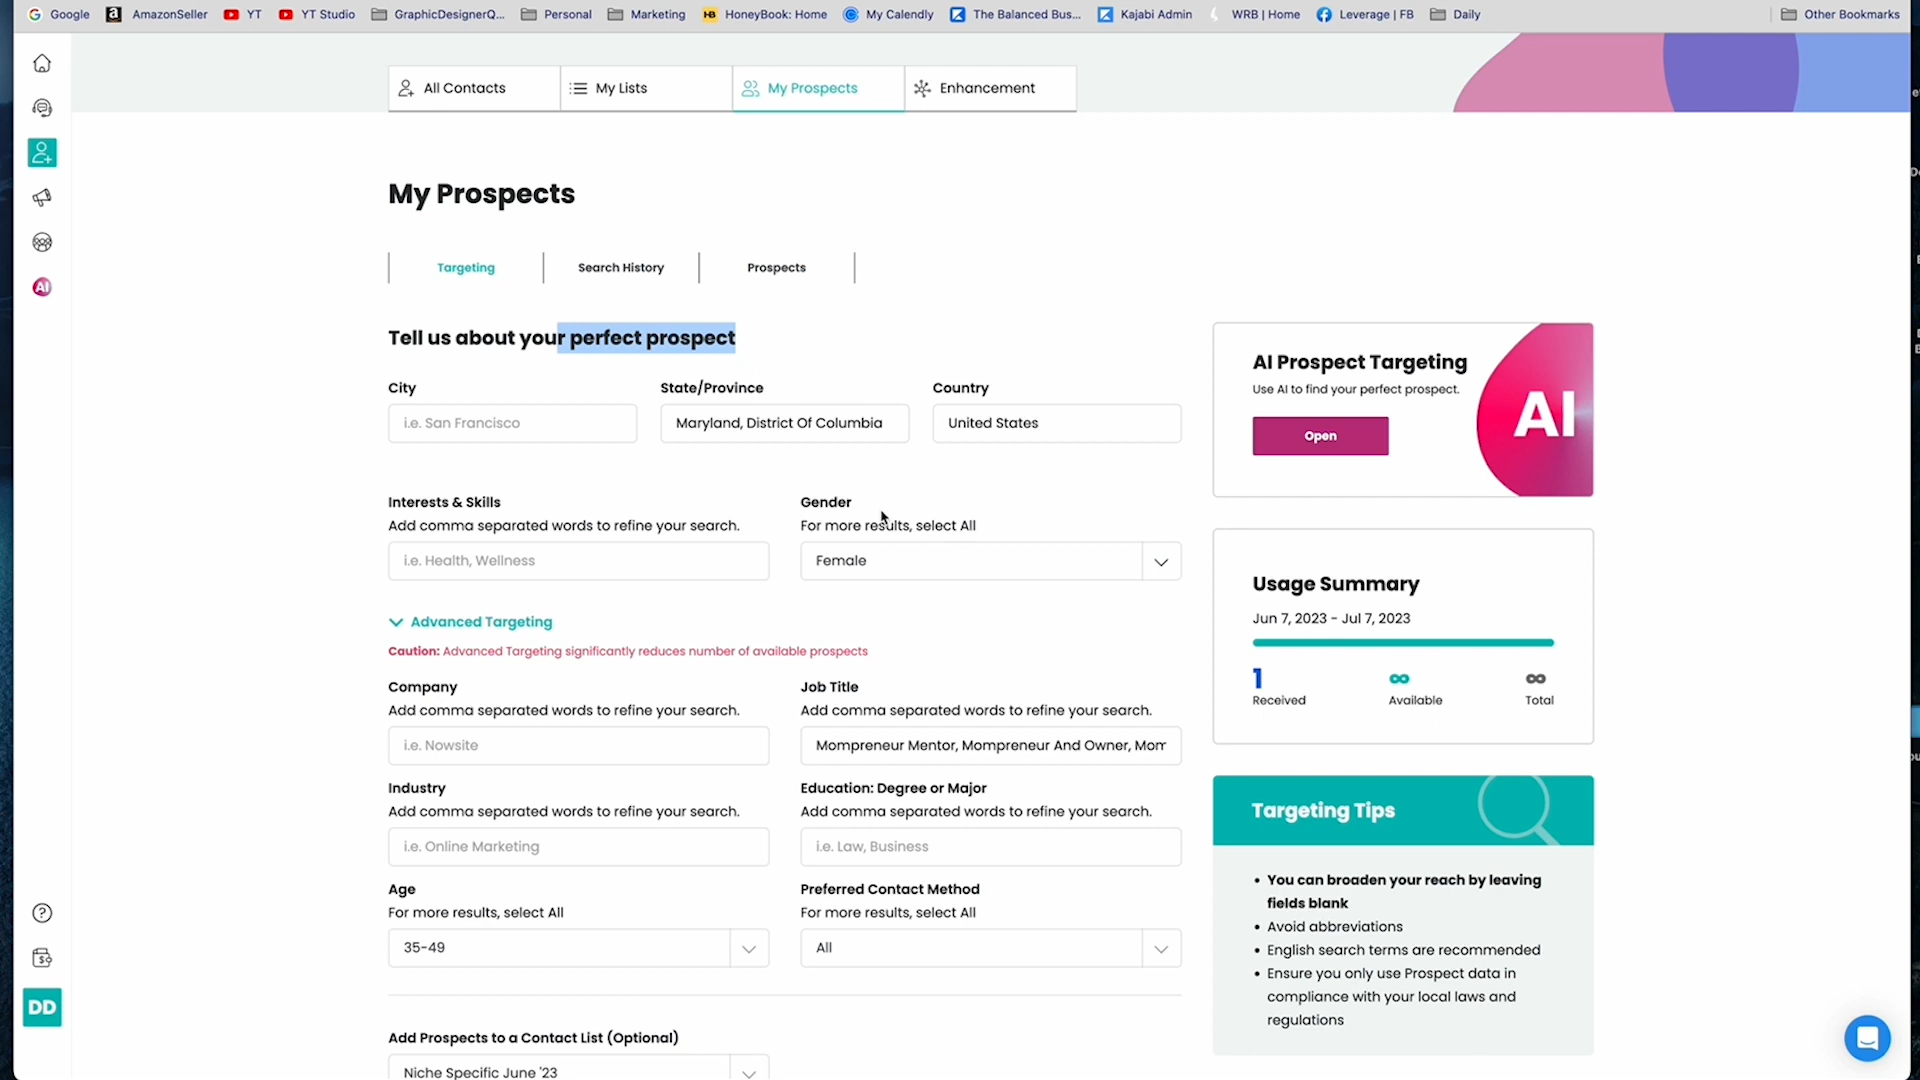 Google
AmazonSeller
YT
YT Studio
GraphicDesignerQ...
Personal
Marketing
HB
HoneyBook: Home
My Calendly
The Balanced Bus...
Kajabi Admin
WRB | Home
Leverage | FB
Daily
Other Bookmarks
All Contacts
My Lists
My Prospects
Enhancement
AI
My Prospects
Targeting
Search History
Prospects
Tell us about your perfect prospect
City
State/Province
Country
i.e. San Francisco
Maryland, District Of Columbia
United States
Interests & Skills
Add comma separated words to refine your search.
i.e. Health, Wellness
Gender
For more results, select All
Female
Advanced Targeting
Caution: Advanced Targeting significantly reduces number of available prospects
Company
Add comma separated words to refine your search.
i.e. Nowsite
Job Title
Add comma separated words to refine your search.
Mompreneur Mentor, Mompreneur And Owner, Mom
Industry
Add comma separated words to refine your search.
i.e. Online Marketing
Education: Degree or Major
Add comma separated words to refine your search.
i.e. Law, Business
Age
For more results, select All
35-49
Preferred Contact Method
For more results, select All
All
Add Prospects to a Contact List (Optional)
Niche Specific June '23
AI Prospect Targeting
Use AI to find your perfect prospect.
Open
AI
Usage Summary
Jun 7, 2023 - Jul 7, 2023
1
∞
∞
Received
Available
Total
Targeting Tips
• You can broaden your reach by leaving
fields blank
• Avoid abbreviations
• English search terms are recommended
• Ensure you only use Prospect data in
compliance with your local laws and
regulations
DD